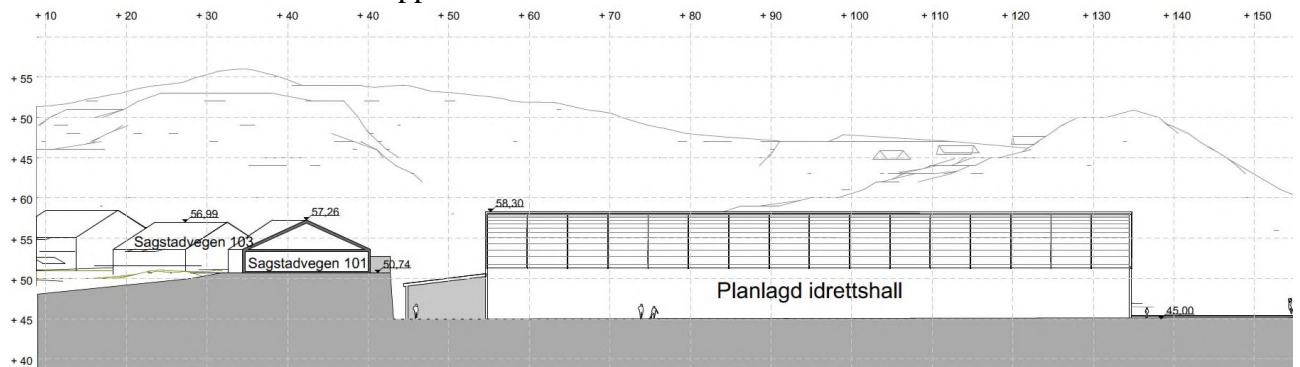 + 10 + 20 + 30 + 40 + 40 + 50 + 60 + 70 + 80 + 90 + 100 + 110 + 120 + 130 + 140 + 150
+ 55
+ 50
+ 45
+ 60
56,99 57,26 58,30
+ 55
Sagstadvegen 103
Sagstadvegen 101 50,74
+ 50
Planlagd idrettshall
+ 45 45,00
+ 40